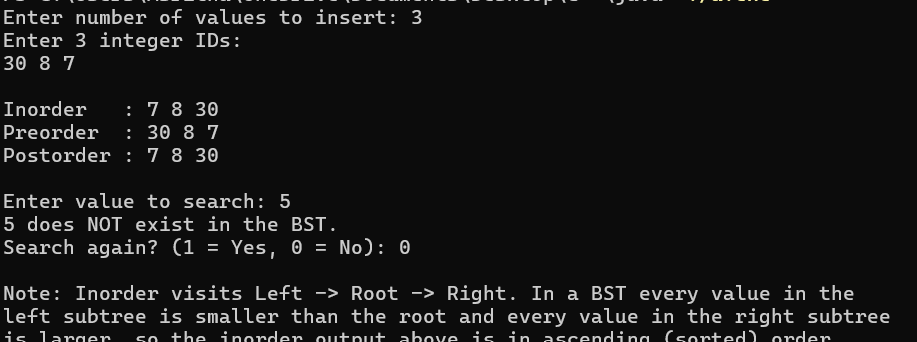 Enter number of values to insert: 3
Enter 3 integer IDs:
30 8 7
Inorder   : 7 8 30
Preorder  : 30 8 7
Postorder : 7 8 30
Enter value to search: 5
5 does NOT exist in the BST.
Search again? (1 = Yes, 0 = No): 0
Note: Inorder visits Left -> Root -> Right. In a BST every value in the
left subtree is smaller than the root and every value in the right subtree
is larger, so the inorder output above is in ascending (sorted) order